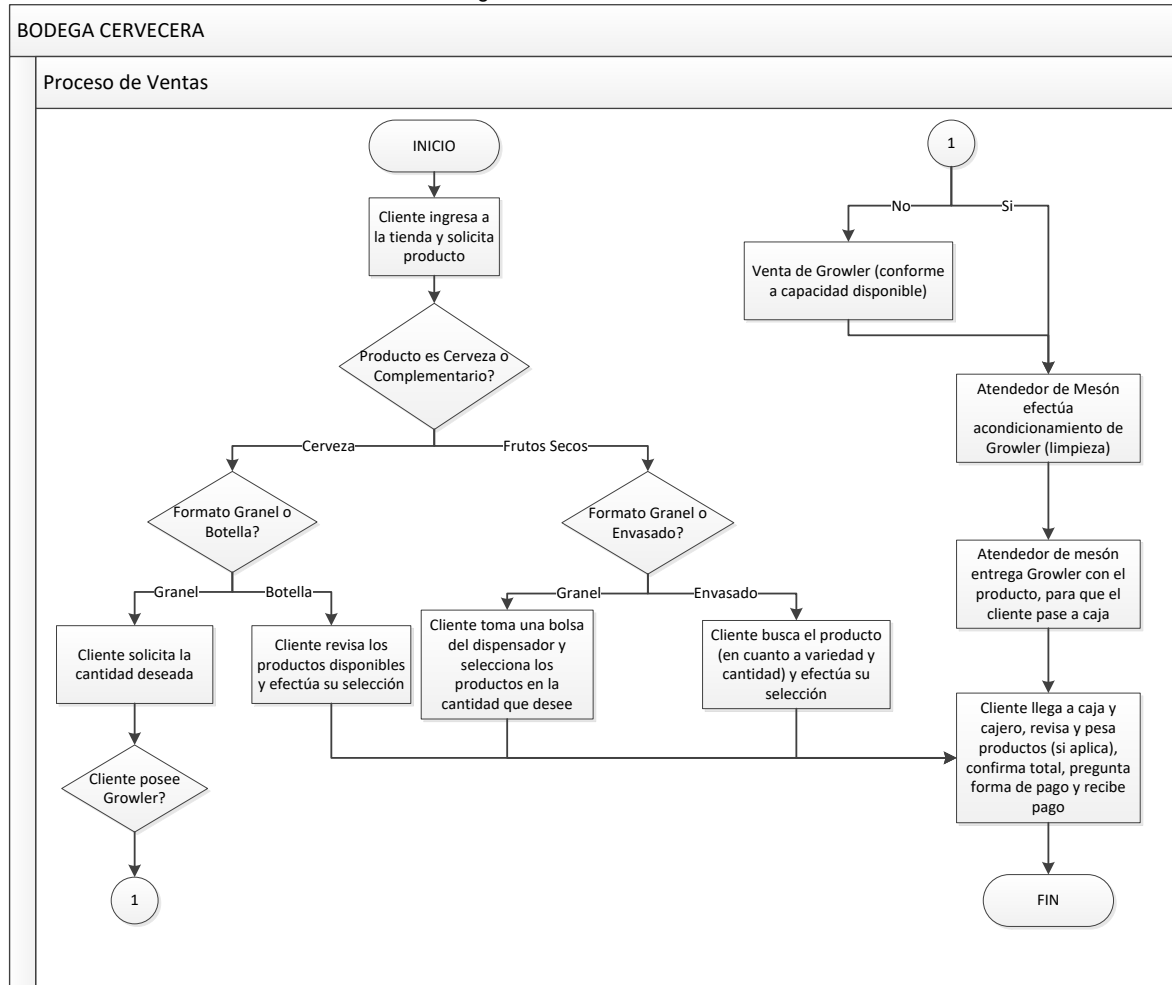 BODEGA CERVECERA
Proceso de Ventas
INICIO
Cliente ingresa a
la tienda y solicita
producto
Producto es Cerveza o
Complementario?
Cerveza
Frutos Secos
Formato Granel o
Botella?
Formato Granel o
Envasado?
Granel
Botella
Granel
Envasado
Cliente solicita la
cantidad deseada
Cliente revisa los
productos disponibles
y efectúa su selección
Cliente toma una bolsa
del dispensador y
selecciona los
productos en la
cantidad que desee
Cliente busca el producto
(en cuanto a variedad y
cantidad) y efectúa su
selección
Cliente posee
Growler?
1
1
No
Si
Venta de Growler (conforme
a capacidad disponible)
Atendedor de Mesón
efectúa
acondicionamiento de
Growler (limpieza)
Atendedor de mesón
entrega Growler con el
producto, para que el
cliente pase a caja
Cliente llega a caja y
cajero, revisa y pesa
productos (si aplica),
confirma total, pregunta
forma de pago y recibe
pago
FIN